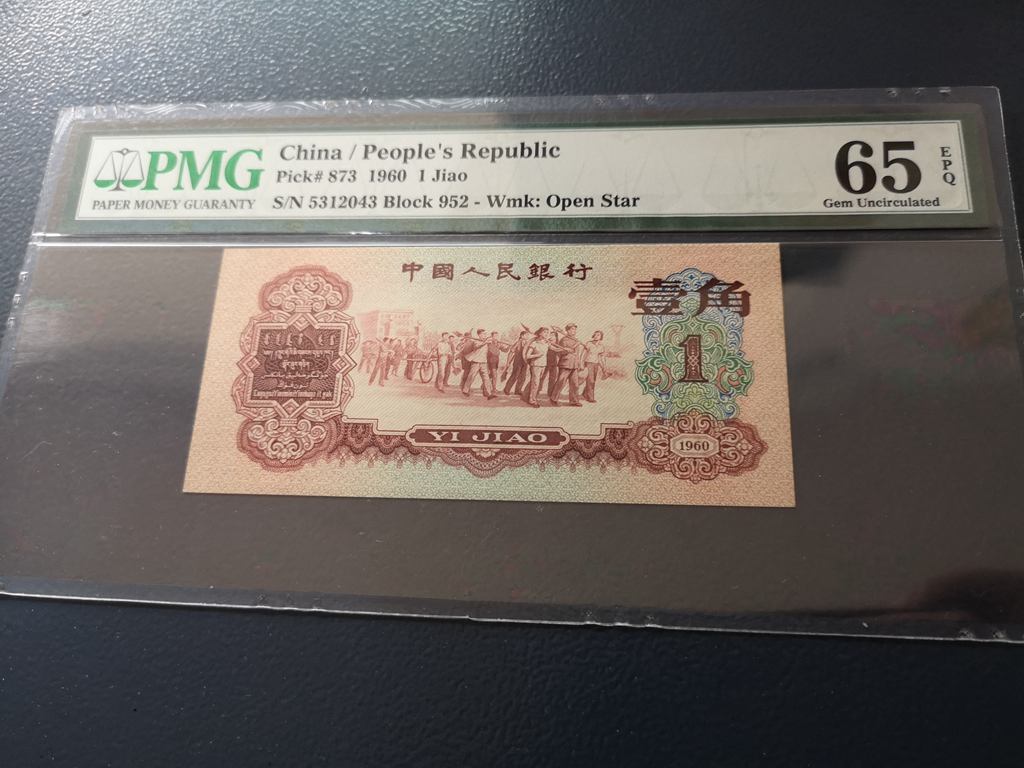 PMG
PAPER MONEY GUARANTY
China / People's Republic
Pick# 873 1960 1 Jiao
S/N 5312043 Block 952 - Wmk: Open Star
65
EPQ
Gem Uncirculated
中國人民銀行
壹角
1
YI JIAO
1960